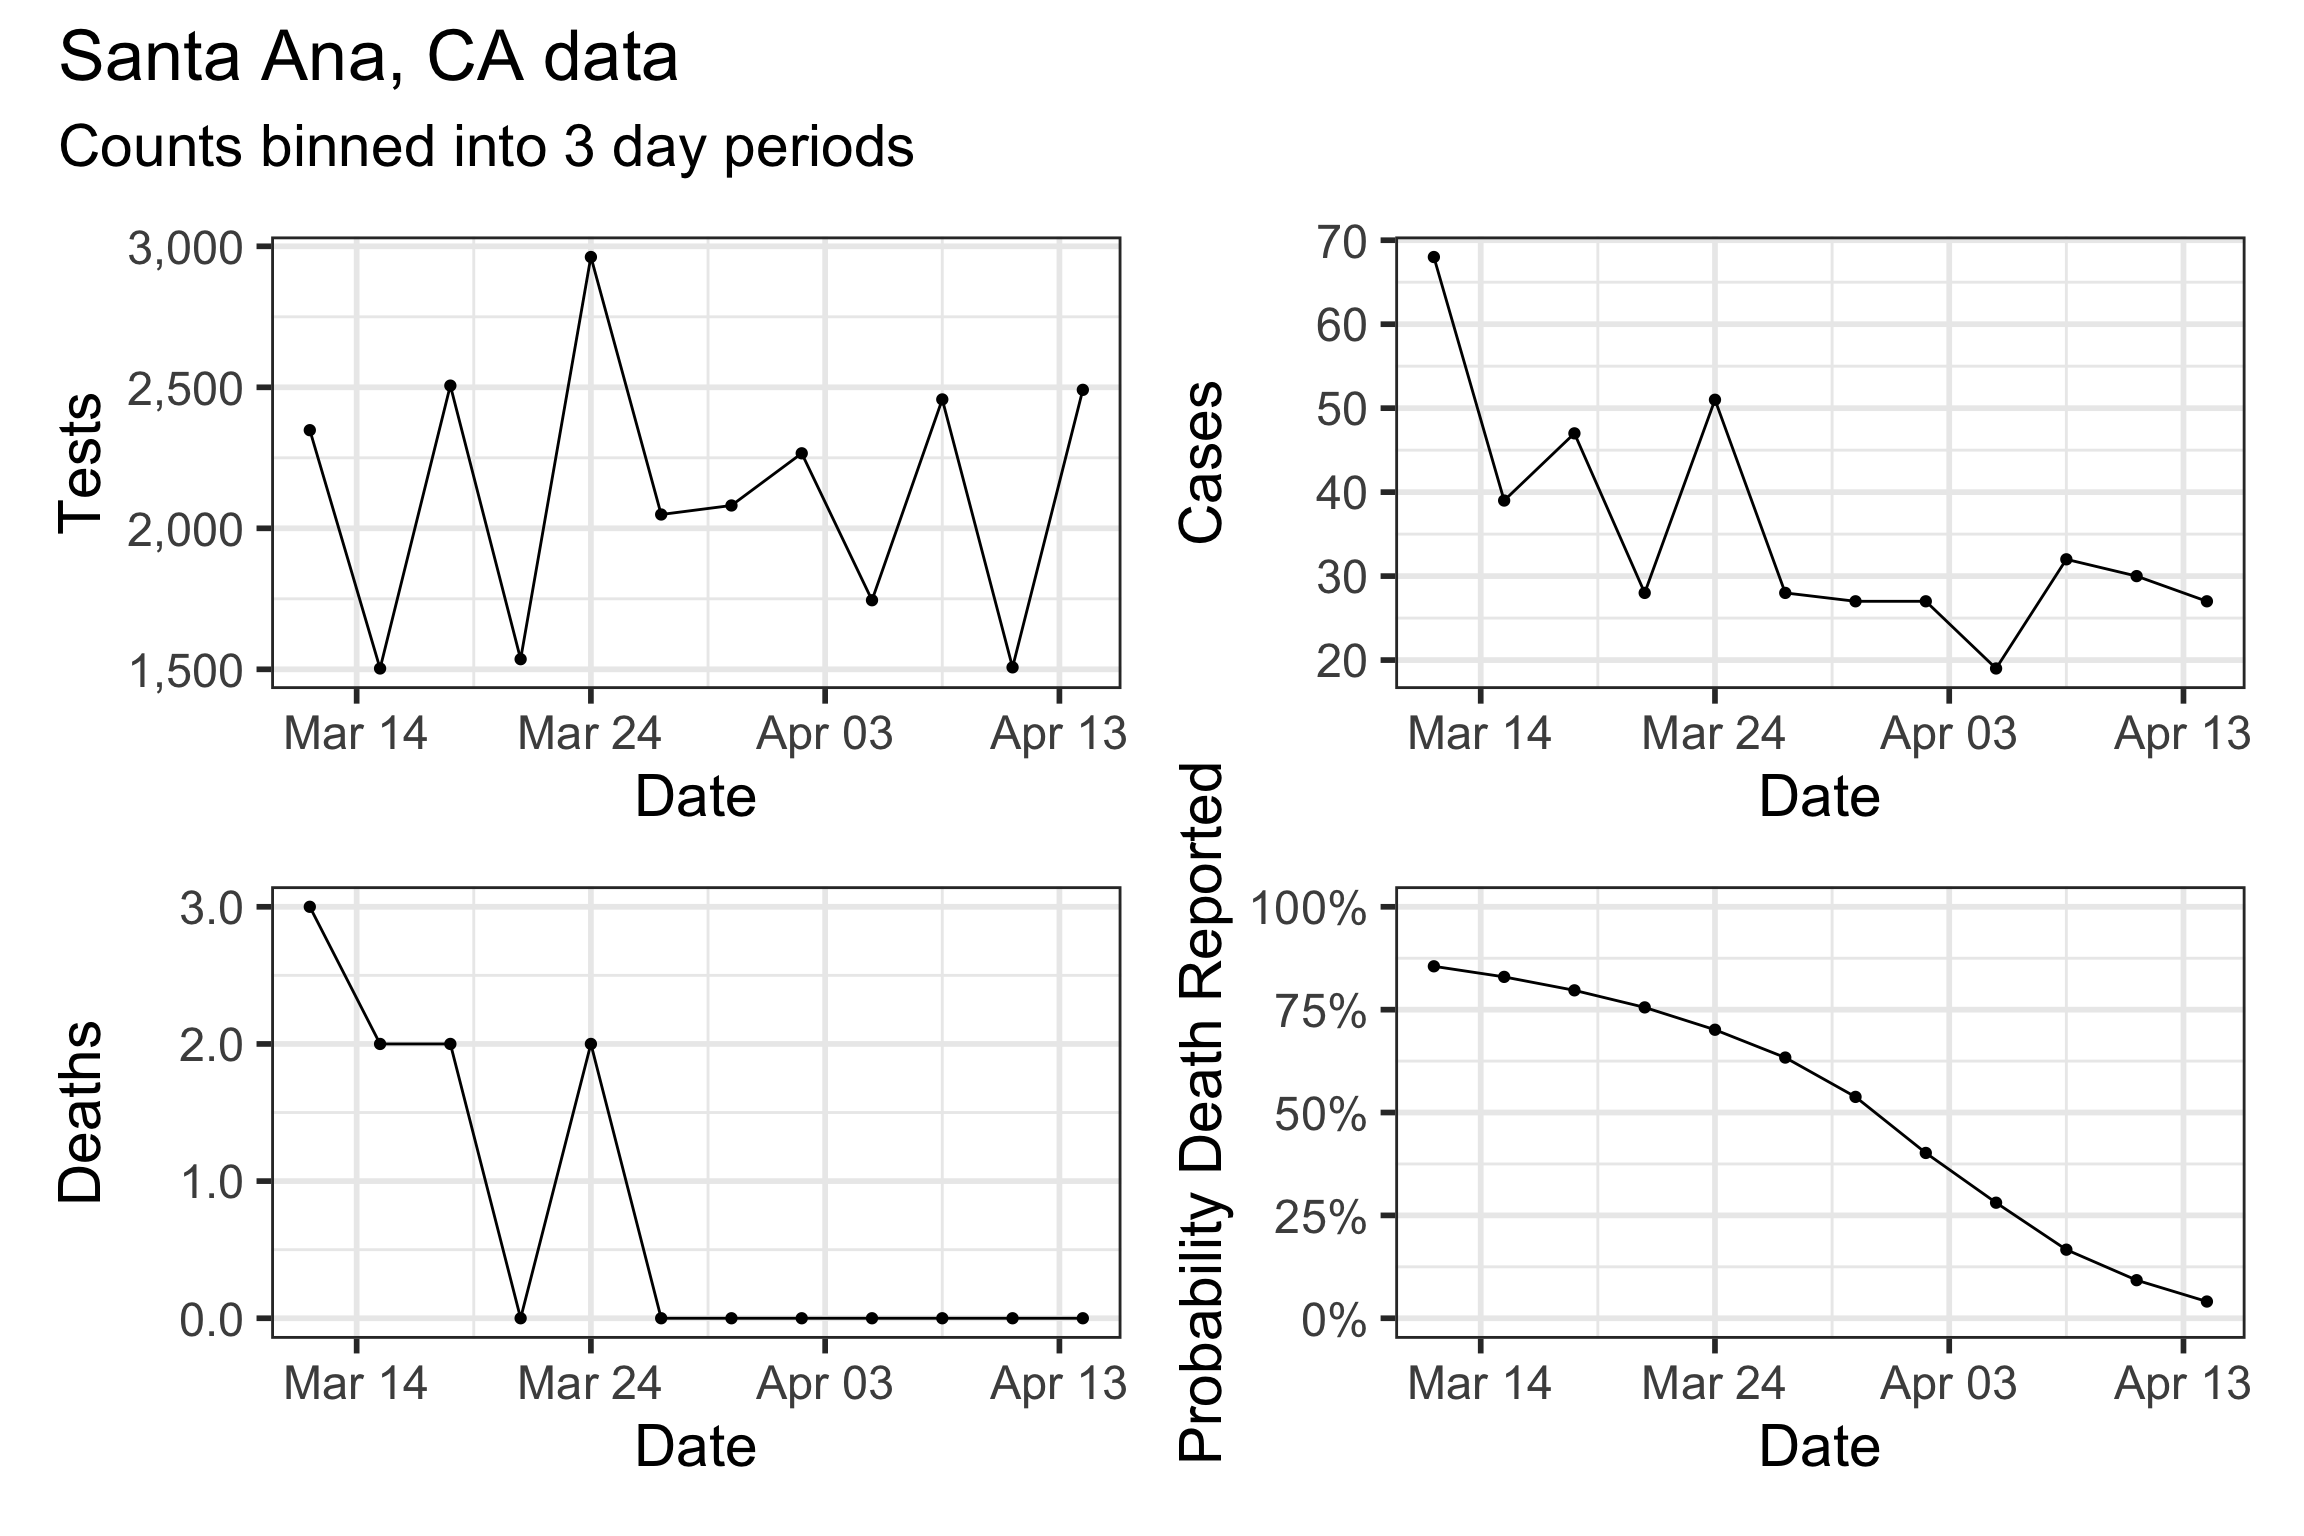 Santa Ana, CA data
Counts binned into 3 day periods
Tests
3,000
2,500
2,000
1,500
Mar 14 Mar 24 Apr 03 Apr 13
Date
Cases
70
60
50
40
30
20
Mar 14 Mar 24 Apr 03 Apr 13
Date
Deaths
3.0
2.0
1.0
0.0
Mar 14 Mar 24 Apr 03 Apr 13
Date
Probability Death Reported
100%
75%
50%
25%
0%
Mar 14 Mar 24 Apr 03 Apr 13
Date